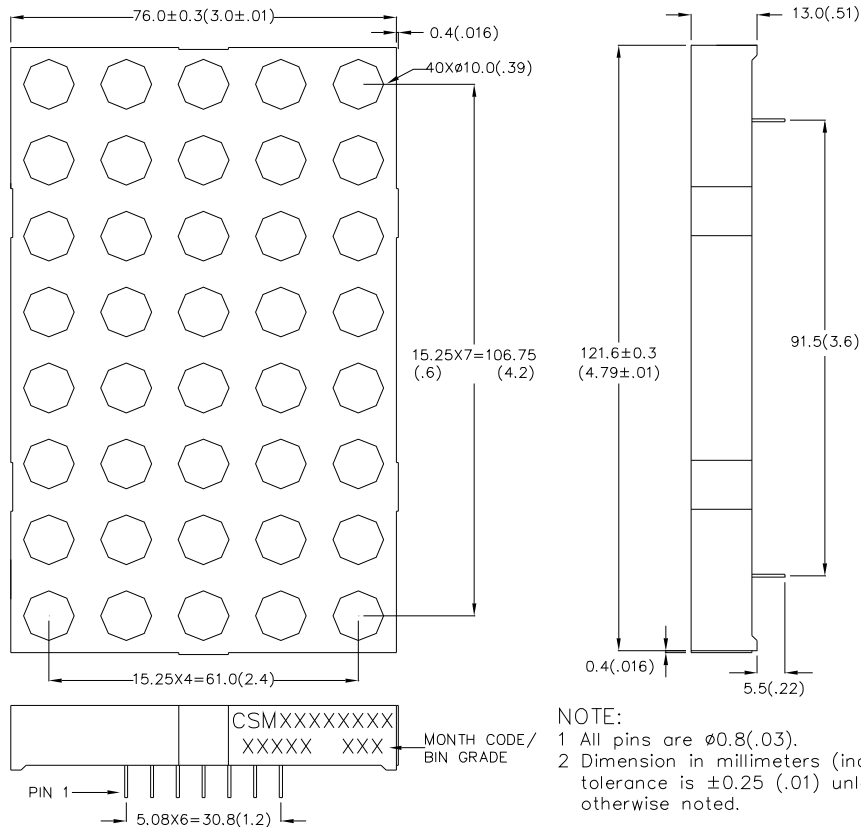 76.0±0.3(3.0±.01)
0.4(.016)
40Xø10.0(.39)
15.25X7=106.75
(.6) (4.2)
15.25X4=61.0(2.4)
13.0(.51)
121.6±0.3
(4.79±.01)
91.5(3.6)
0.4(.016)
5.5(.22)
CSMXXXXXXXX
XXXXX XXX
MONTH CODE/
BIN GRADE
PIN 1
5.08X6=30.8(1.2)
NOTE:
1 All pins are ø0.8(.03).
2 Dimension in millimeters (inc
tolerance is ±0.25 (.01) unl
otherwise noted.